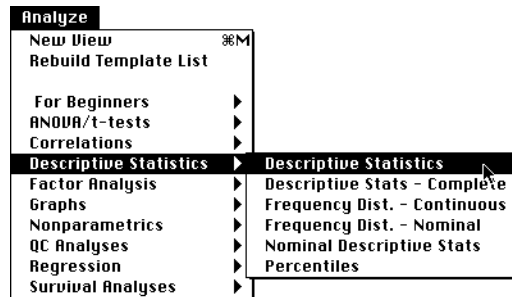 Analyze
New View ⌘M
Rebuild Template List
For Beginners
ANOVA/t-tests
Correlations
Descriptive Statistics
Factor Analysis
Graphs
Nonparametrics
QC Analyses
Regression
Survival Analyses
Descriptive Statistics
Descriptive Stats - Complete
Frequency Dist. - Continuous
Frequency Dist. - Nominal
Nominal Descriptive Stats
Percentiles